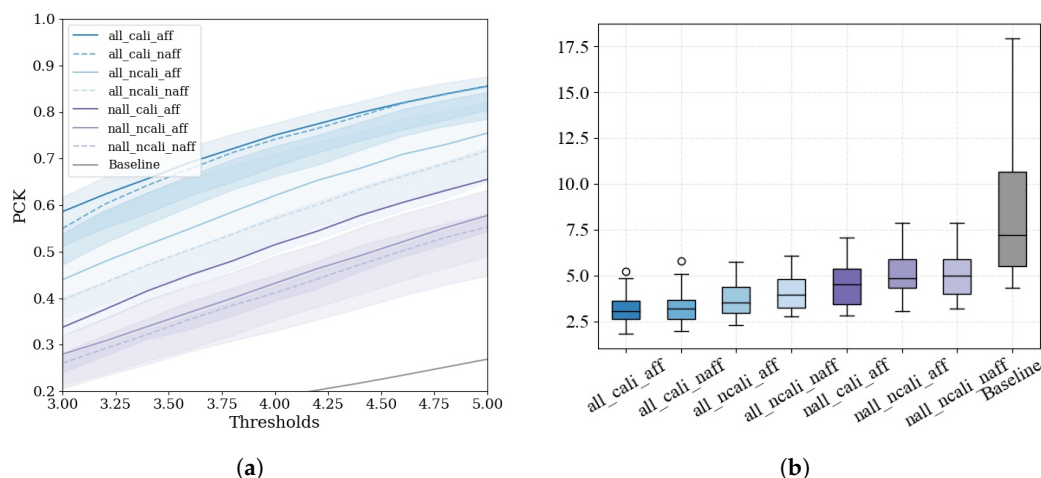 1.0
0.9
0.8
0.7
0.6
0.5
0.4
0.3
0.2
PCK
all_cali_aff
all_cali_naff
all_ncali_aff
all_ncali_naff
nall_cali_aff
nall_ncali_aff
nall_ncali_naff
Baseline
3.00 3.25 3.50 3.75 4.00 4.25 4.50 4.75 5.00
Thresholds
(a)
17.5
15.0
12.5
10.0
7.5
5.0
2.5
all_cali_aff
all_cali_naff
all_ncali_aff
all_ncali_naff
nall_cali_aff
nall_ncali_aff
nall_ncali_naff
Baseline
(b)